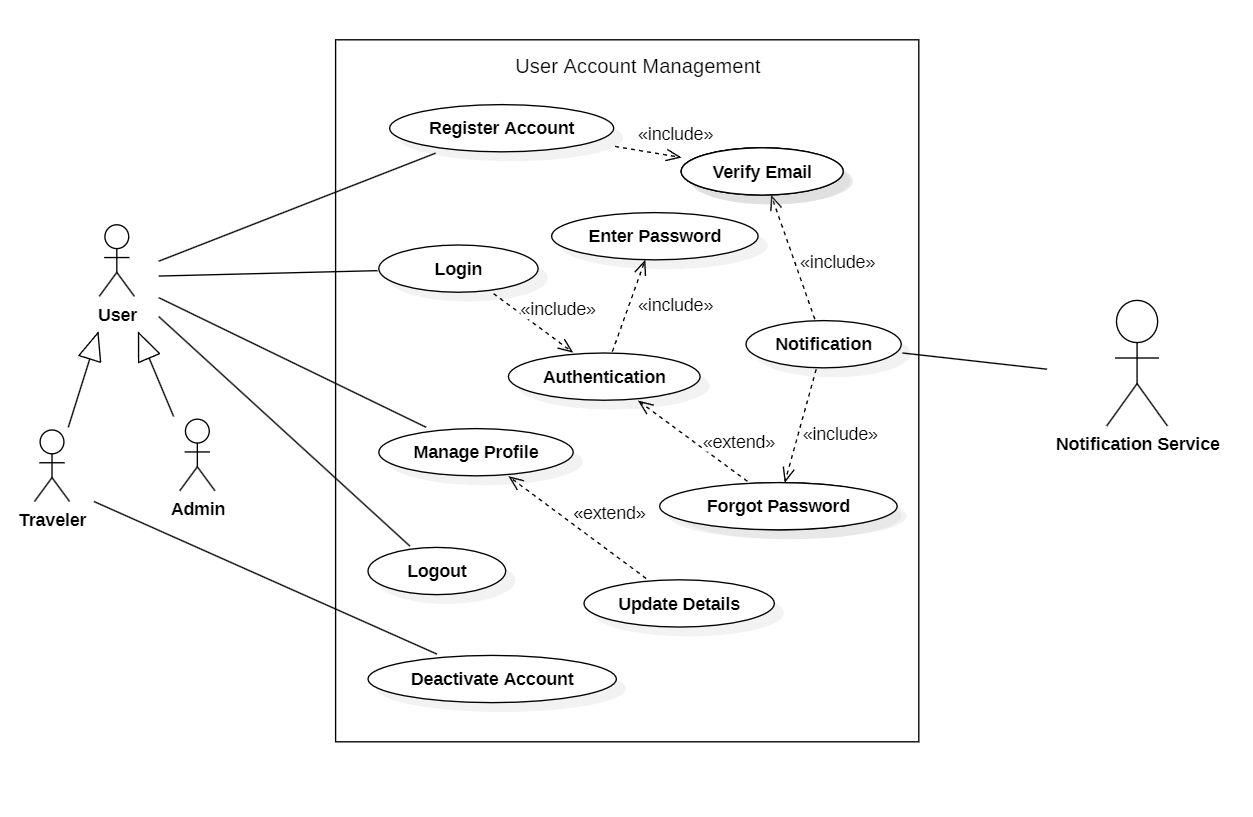 User Account Management
Register Account
«include»
Verify Email
Enter Password
Login
«include»
«include»
«include»
User
Notification
Authentication
Manage Profile
«extend»
«include»
Notification Service
Traveler
Admin
«extend»
Forgot Password
Logout
Update Details
Deactivate Account